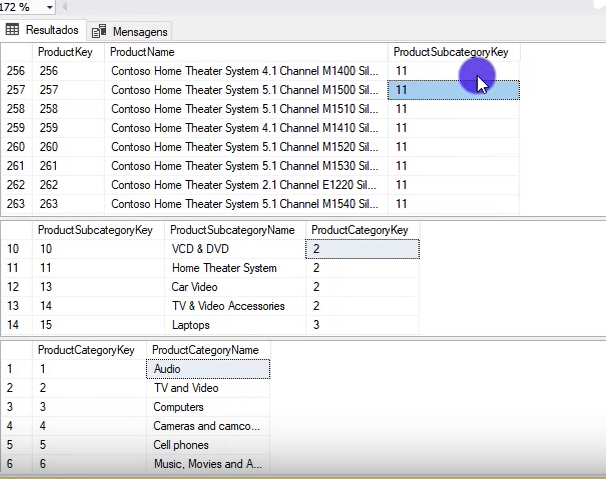 172 %
Resultados Mensagens
ProductKey ProductName ProductSubcategoryKey
256 256 Contoso Home Theater System 4.1 Channel M1400 Sil... 11
257 257 Contoso Home Theater System 5.1 Channel M1500 Sil... 11
258 258 Contoso Home Theater System 5.1 Channel M1510 Sil... 11
259 259 Contoso Home Theater System 4.1 Channel M1410 Sil... 11
260 260 Contoso Home Theater System 5.1 Channel M1520 Sil... 11
261 261 Contoso Home Theater System 5.1 Channel M1530 Sil... 11
262 262 Contoso Home Theater System 2.1 Channel E1220 Sil... 11
263 263 Contoso Home Theater System 5.1 Channel M1540 Sil... 11
ProductSubcategoryKey ProductSubcategoryName ProductCategoryKey
10 10 VCD & DVD 2
11 11 Home Theater System 2
12 13 Car Video 2
13 14 TV & Video Accessories 2
14 15 Laptops 3
ProductCategoryKey ProductCategoryName
1 1 Audio
2 2 TV and Video
3 3 Computers
4 4 Cameras and camco...
5 5 Cell phones
6 6 Music, Movies and A...